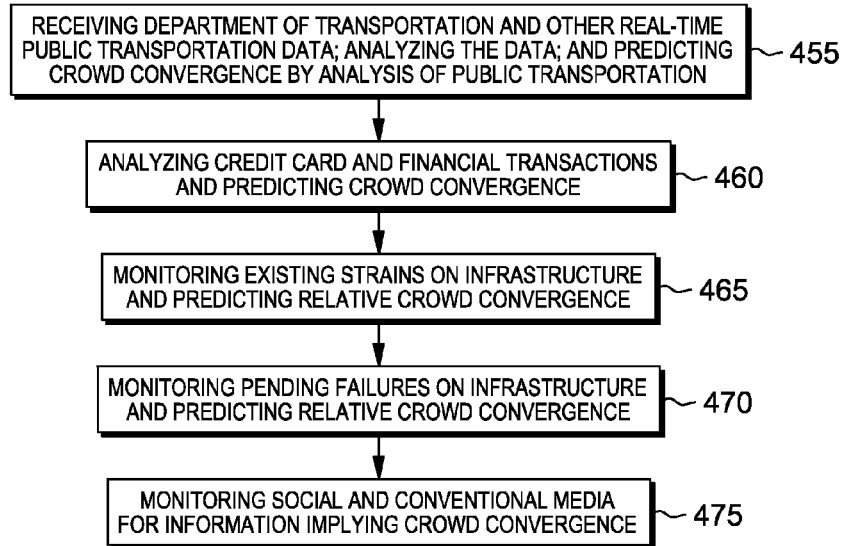 RECEIVING DEPARTMENT OF TRANSPORTATION AND OTHER REAL-TIME
PUBLIC TRANSPORTATION DATA; ANALYZING THE DATA; AND PREDICTING
CROWD CONVERGENCE BY ANALYSIS OF PUBLIC TRANSPORTATION
455
ANALYZING CREDIT CARD AND FINANCIAL TRANSACTIONS
AND PREDICTING CROWD CONVERGENCE
460
MONITORING EXISTING STRAINS ON INFRASTRUCTURE
AND PREDICTING RELATIVE CROWD CONVERGENCE
465
MONITORING PENDING FAILURES ON INFRASTRUCTURE
AND PREDICTING RELATIVE CROWD CONVERGENCE
470
MONITORING SOCIAL AND CONVENTIONAL MEDIA
FOR INFORMATION IMPLYING CROWD CONVERGENCE
475